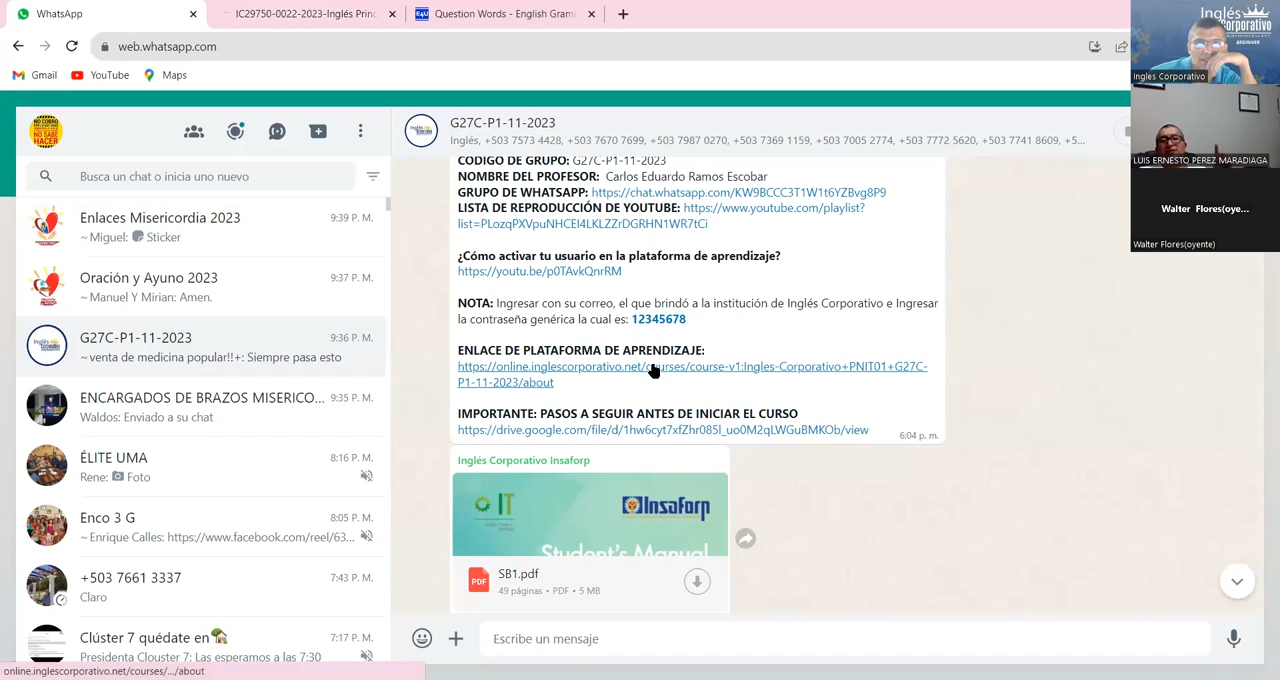 WhatsApp
IC29750-0022-2023-Inglés Princ
Question Words - English Gram
web.whatsapp.com
Gmail
YouTube
Maps
Inglés
Corporativo
BEGINNER
Ingles Corporativo
LUIS ERNESTO PEREZ MARADIAGA
Walter Flores(oye...
Walter Flores(oyente)
Busca un chat o inicia uno nuevo
Enlaces Misericordia 2023
9:39 P. M.
~ Miguel: Sticker
Oración y Ayuno 2023
9:37 P. M.
~ Manuel Y Mirian: Amen.
G27C-P1-11-2023
9:36 P. M.
~ venta de medicina popular!!+: Siempre pasa esto
ENCARGADOS DE BRAZOS MISERICO...
9:35 P. M.
Waldos: Enviado a su chat
ÉLITE UMA
8:16 P. M.
Rene: Foto
Enco 3 G
8:05 P. M.
~ Enrique Calles: https://www.facebook.com/reel/63...
+503 7661 3337
7:43 P. M.
Claro
Clúster 7 quédate en
7:17 P. M.
Presidenta Clouster 7: Las esperamos a las 7:30
online.inglescorporativo.net/courses/.../about
G27C-P1-11-2023
Inglés, +503 7573 4428, +503 7670 7699, +503 7987 0270, +503 7369 1159, +503 7005 2774, +503 7772 5620, +503 7741 8609, +5...
CODIGO DE GRUPO: G27C-P1-11-2023
NOMBRE DEL PROFESOR: Carlos Eduardo Ramos Escobar
GRUPO DE WHATSAPP: https://chat.whatsapp.com/KW9BCCC3T1W1t6YZBvg8P9
LISTA DE REPRODUCCIÓN DE YOUTUBE: https://www.youtube.com/playlist?
list=PLozqPXVpuNHCEI4LKLZZrDGRHN1WR7tCi
¿Cómo activar tu usuario en la plataforma de aprendizaje?
https://youtu.be/p0TAvkQnrRM
NOTA: Ingresar con su correo, el que brindó a la institución de Inglés Corporativo e Ingresar
la contraseña genérica la cual es: 12345678
ENLACE DE PLATAFORMA DE APRENDIZAJE:
https://online.inglescorporativo.net/courses/course-v1:Ingles-Corporativo+PNIT01+G27C-
P1-11-2023/about
IMPORTANTE: PASOS A SEGUIR ANTES DE INICIAR EL CURSO
https://drive.google.com/file/d/1hw6cyt7xfZhr085l_uo0M2qLWGuBMKOb/view
6:04 p. m.
Inglés Corporativo Insaforp
IT
Insaforp
Student's Manual
PDF
SB1.pdf
49 páginas • PDF • 5 MB
Escribe un mensaje